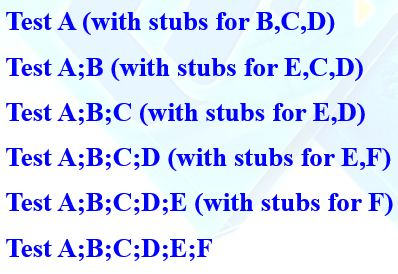 Test A (with stubs for B,C,D)
Test A;B (with stubs for E,C,D)
Test A;B;C (with stubs for E,D)
Test A;B;C;D (with stubs for E,F)
Test A;B;C;D;E (with stubs for F)
Test A;B;C;D;E;F